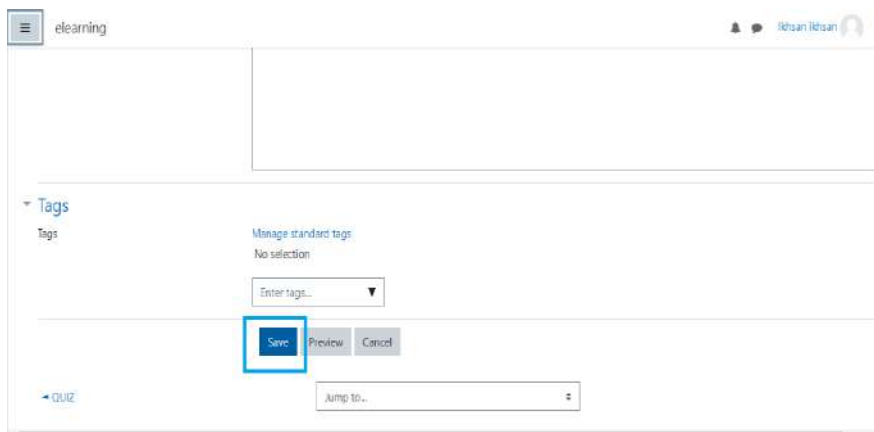 elearning
Ikhsan Ikhsan
Tags
Tags
Manage standard tags
No selection
Enter tags...
Save
Preview
Cancel
QUIZ
Jump to...